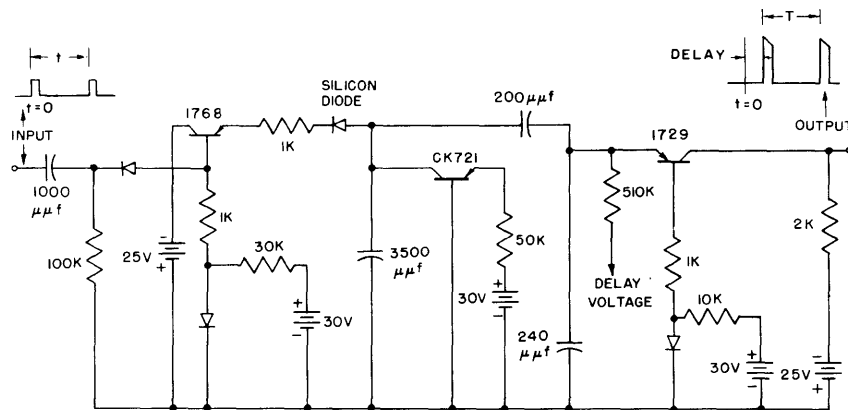 t
T
DELAY
t=0
t=0
INPUT
OUTPUT
SILICON
DIODE
1768
1K
200μμf
1729
CK721
1000
μμf
1K
510K
100K
25V
30K
30V
3500
μμf
50K
30V
DELAY
VOLTAGE
240
μμf
1K
10K
30V
2K
25V